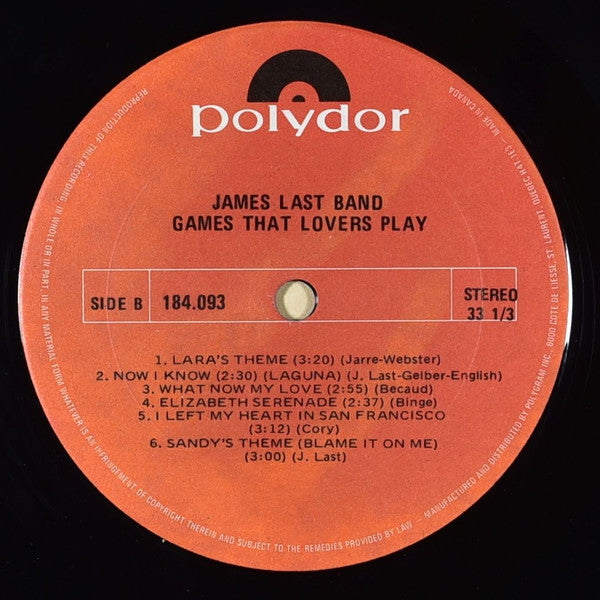 polydor
JAMES LAST BAND
GAMES THAT LOVERS PLAY
SIDE B 184.093 STEREO
33 1/3
1. LARA'S THEME (3:20) (Jarre-Webster)
2. NOW I KNOW (2:30) (LAGUNA) (J. Last-Gelber-English)
3. WHAT NOW MY LOVE (2:55) (Becaud)
4. ELIZABETH SERENADE (2:37) (Binge)
5. I LEFT MY HEART IN SAN FRANCISCO
(3:12) (Cory)
6. SANDY'S THEME (BLAME IT ON ME)
(3:00) (J. Last)
REPRODUCTION OF THIS RECORDING, IN WHOLE OR IN PART, IN ANY MATERIAL FORM WHATEVER IS AN INFRINGEMENT OF COPYRIGHT THEREIN AND SUBJECT TO THE REMEDIES PROVIDED BY LAW – MANUFACTURED AND DISTRIBUTED BY POLYGRAM INC. 6000 COTE DE LIESSE, ST. LAURENT, QUEBEC H4T 1E3 – MADE IN CANADA